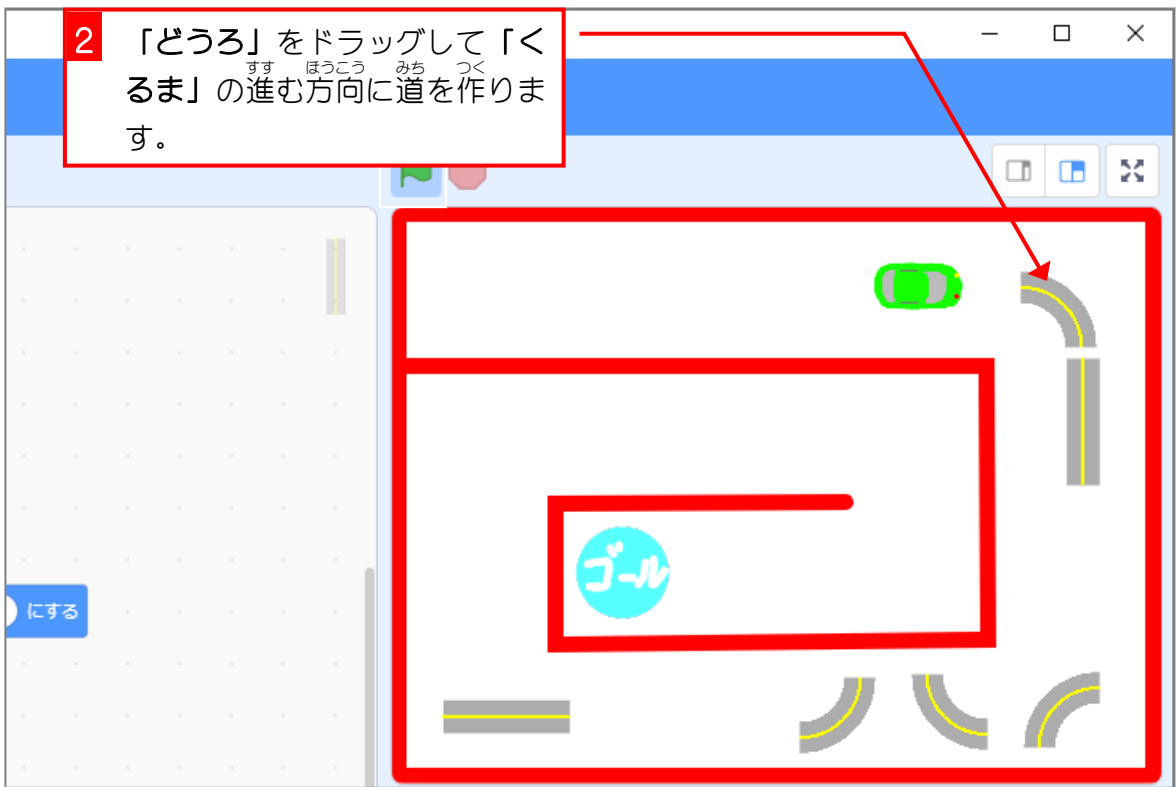 2
「どうろ」をドラッグして「く
るま」の進む方向に道を作りま
す。
すす ほうこう みち つく
ゴール
にする